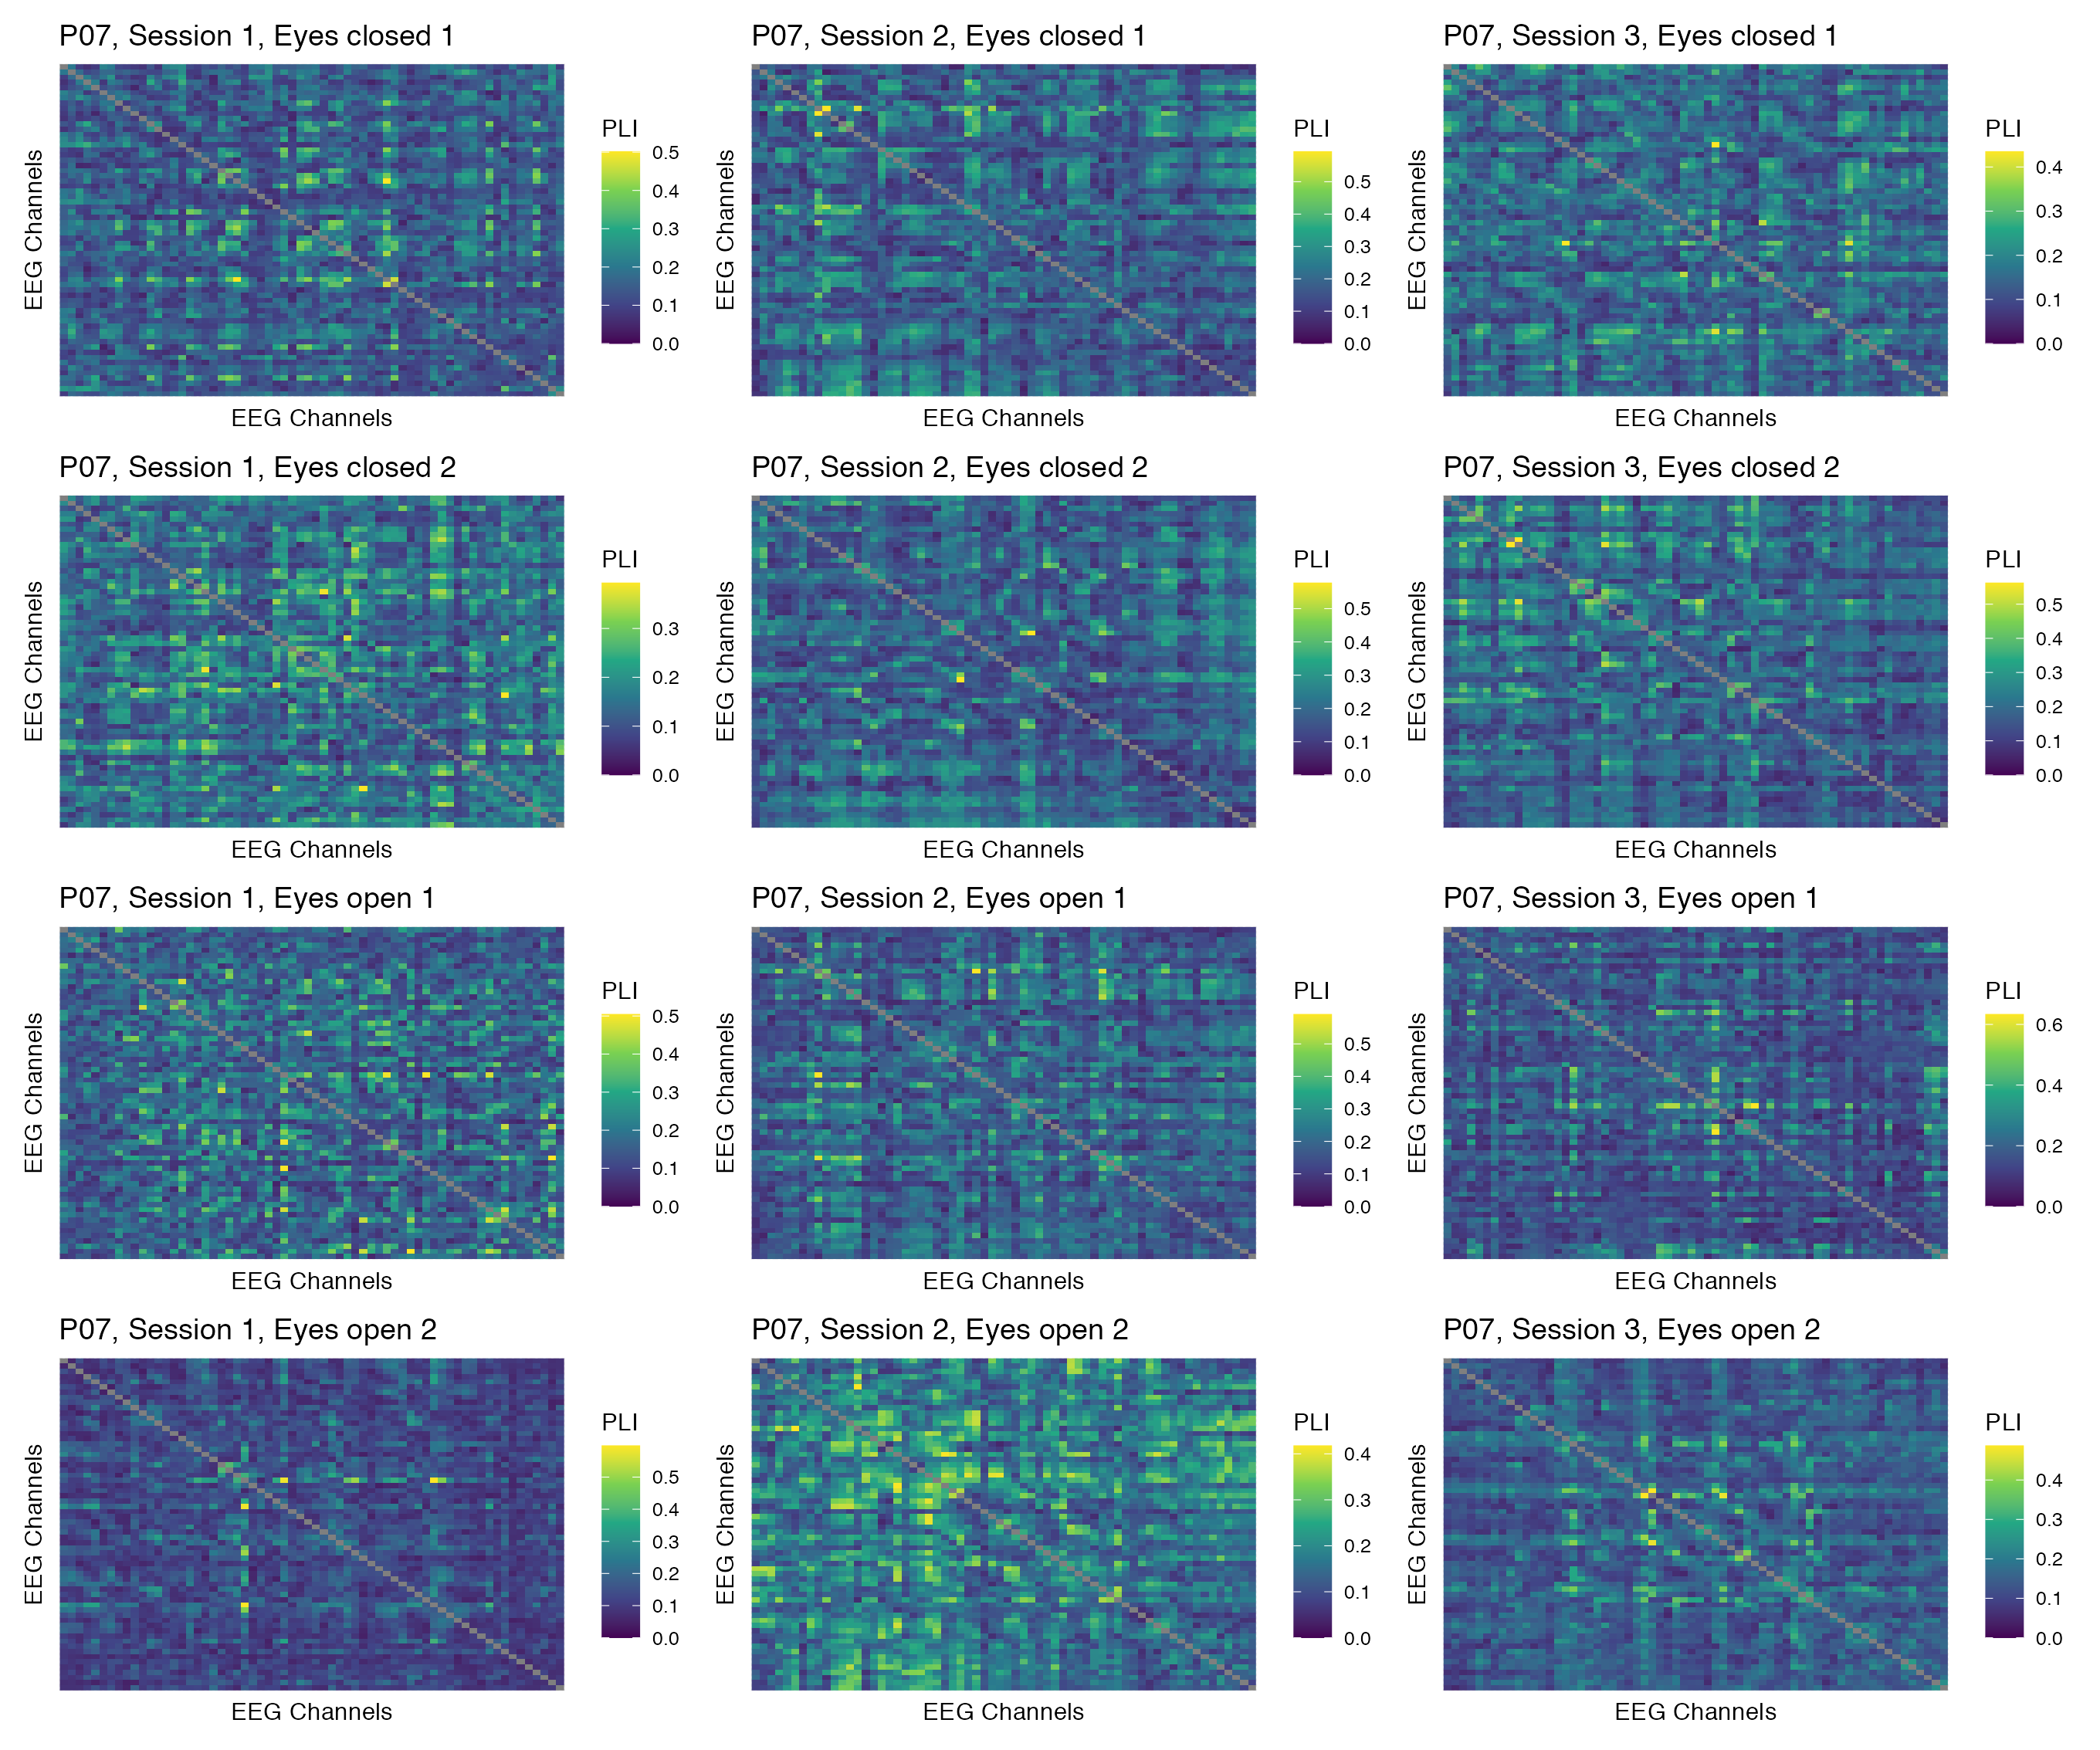 P07, Session 1, Eyes closed 1
EEG Channels
EEG Channels
PLI
0.5
0.4
0.3
0.2
0.1
0.0
P07, Session 2, Eyes closed 1
EEG Channels
EEG Channels
PLI
0.5
0.4
0.3
0.2
0.1
0.0
P07, Session 3, Eyes closed 1
EEG Channels
EEG Channels
PLI
0.4
0.3
0.2
0.1
0.0
P07, Session 1, Eyes closed 2
EEG Channels
EEG Channels
PLI
0.3
0.2
0.1
0.0
P07, Session 2, Eyes closed 2
EEG Channels
EEG Channels
PLI
0.5
0.4
0.3
0.2
0.1
0.0
P07, Session 3, Eyes closed 2
EEG Channels
EEG Channels
PLI
0.5
0.4
0.3
0.2
0.1
0.0
P07, Session 1, Eyes open 1
EEG Channels
EEG Channels
PLI
0.5
0.4
0.3
0.2
0.1
0.0
P07, Session 2, Eyes open 1
EEG Channels
EEG Channels
PLI
0.5
0.4
0.3
0.2
0.1
0.0
P07, Session 3, Eyes open 1
EEG Channels
EEG Channels
PLI
0.6
0.4
0.2
0.0
P07, Session 1, Eyes open 2
EEG Channels
EEG Channels
PLI
0.5
0.4
0.3
0.2
0.1
0.0
P07, Session 2, Eyes open 2
EEG Channels
EEG Channels
PLI
0.4
0.3
0.2
0.1
0.0
P07, Session 3, Eyes open 2
EEG Channels
EEG Channels
PLI
0.4
0.3
0.2
0.1
0.0